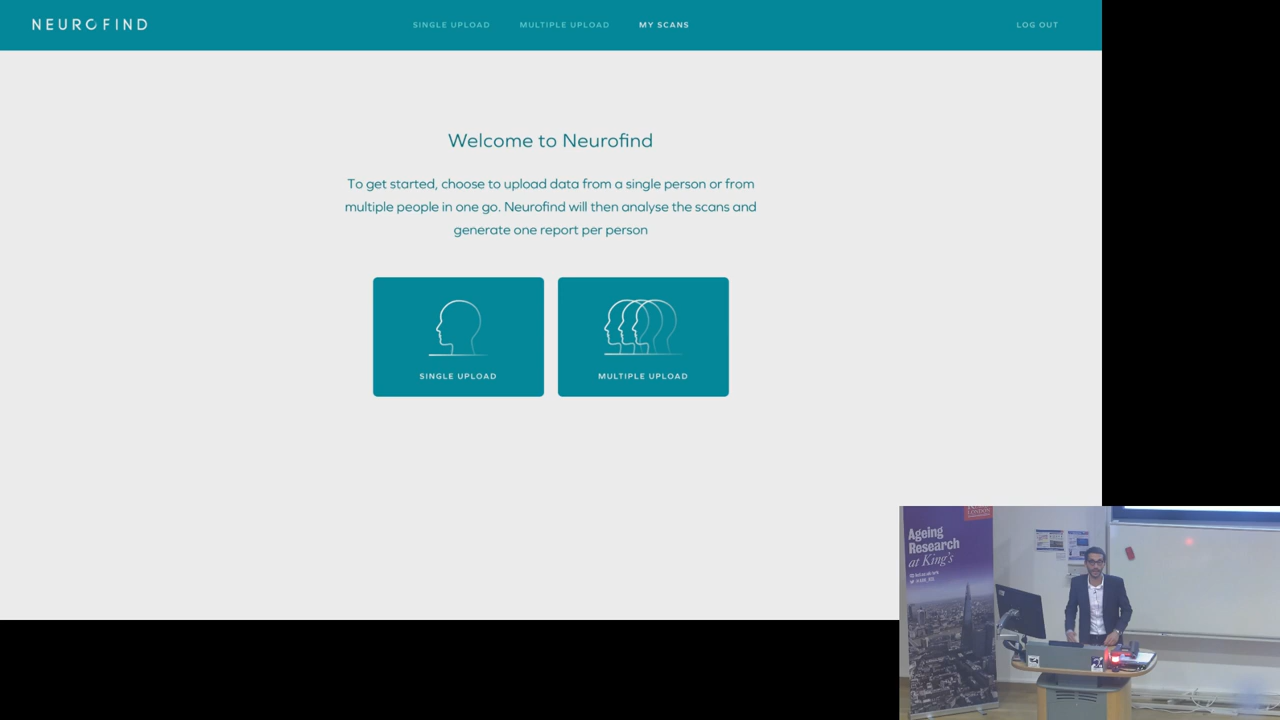 NEUROFIND
SINGLE UPLOAD
MULTIPLE UPLOAD
MY SCANS
LOG OUT
Welcome to Neurofind
To get started, choose to upload data from a single person or from
multiple people in one go. Neurofind will then analyse the scans and
generate one report per person
SINGLE UPLOAD
MULTIPLE UPLOAD
LONDON
Ageing
Research
at King's